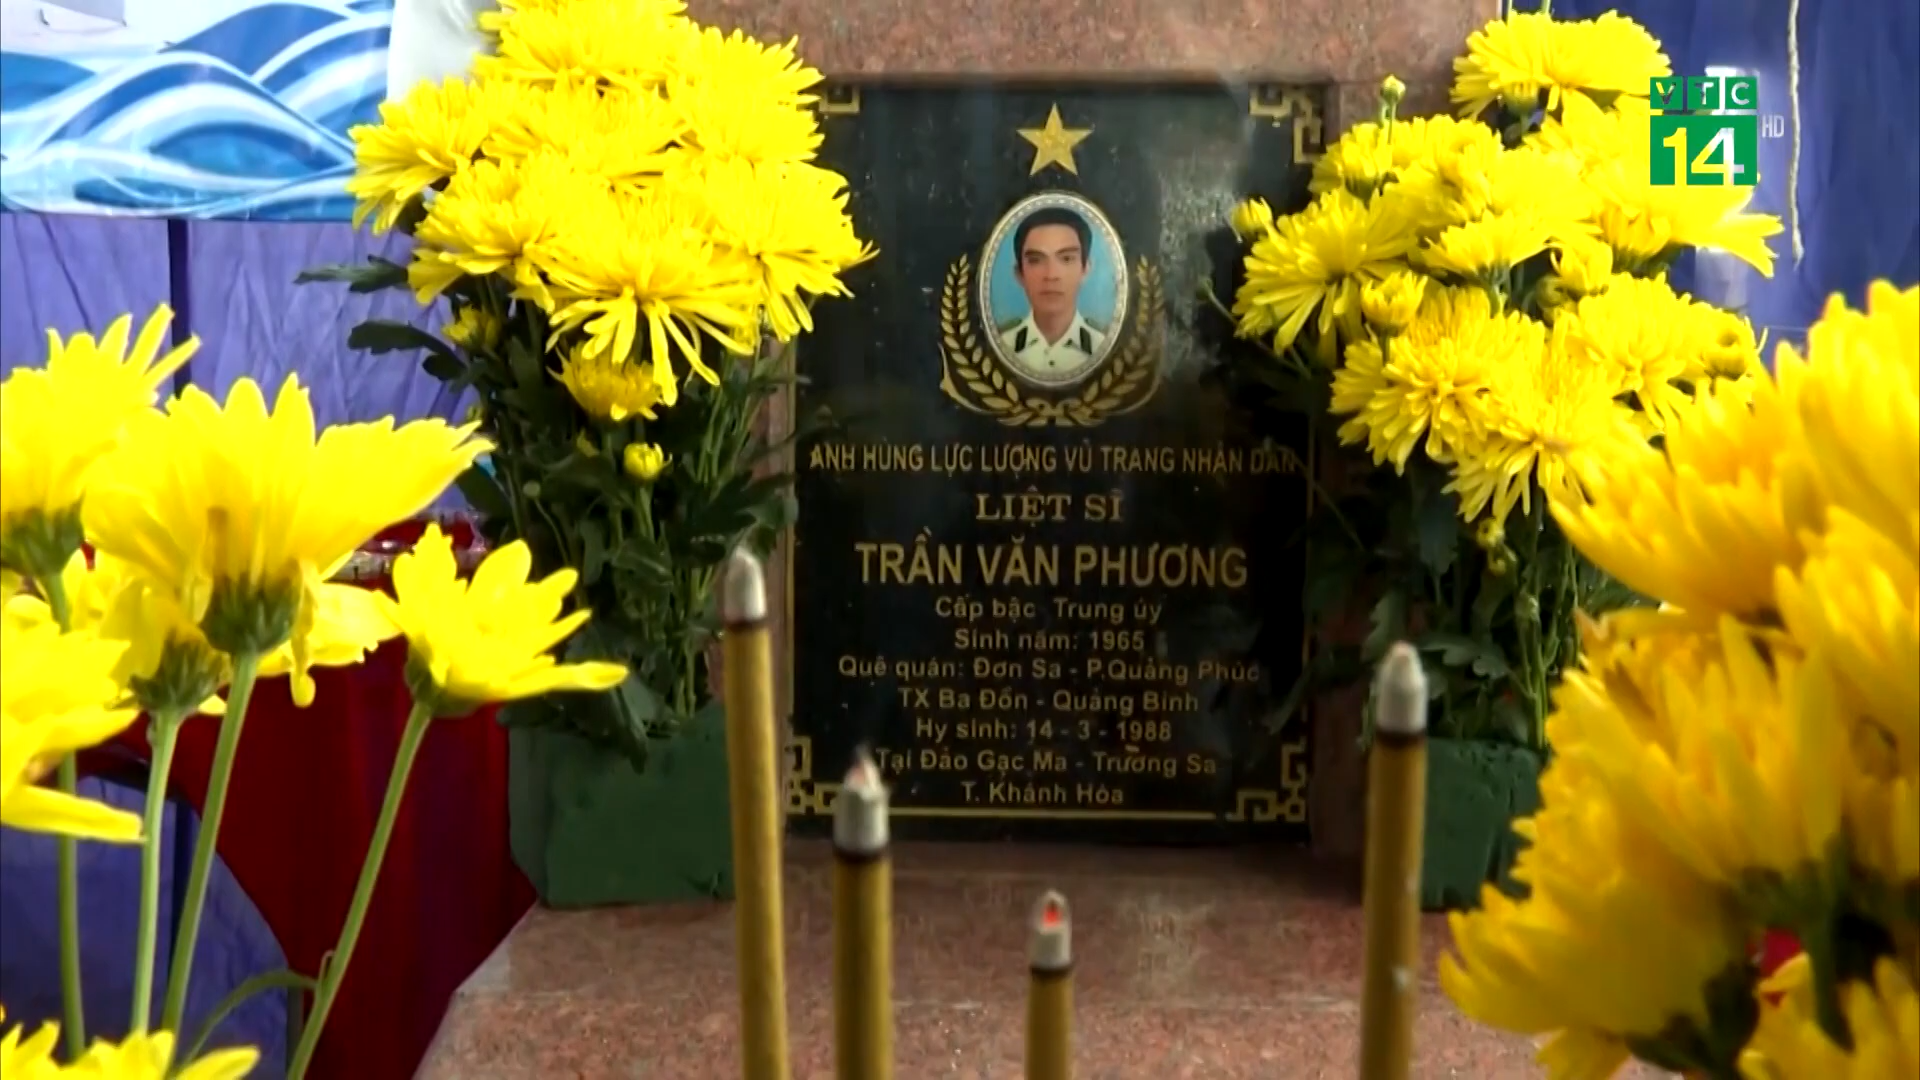 VTC
14 HD
ANH HÙNG LỰC LƯỢNG VŨ TRANG NHÂN DÂN
LIỆT SĨ
TRẦN VĂN PHƯƠNG
Cấp bậc Trung úy
Sinh năm: 1965
Quê quán: Đơn Sa - P.Quảng Phúc
TX Ba Đồn - Quảng Bình
Hy sinh: 14 - 3 - 1988
Tại Đảo Gạc Ma - Trường Sa
T. Khánh Hòa